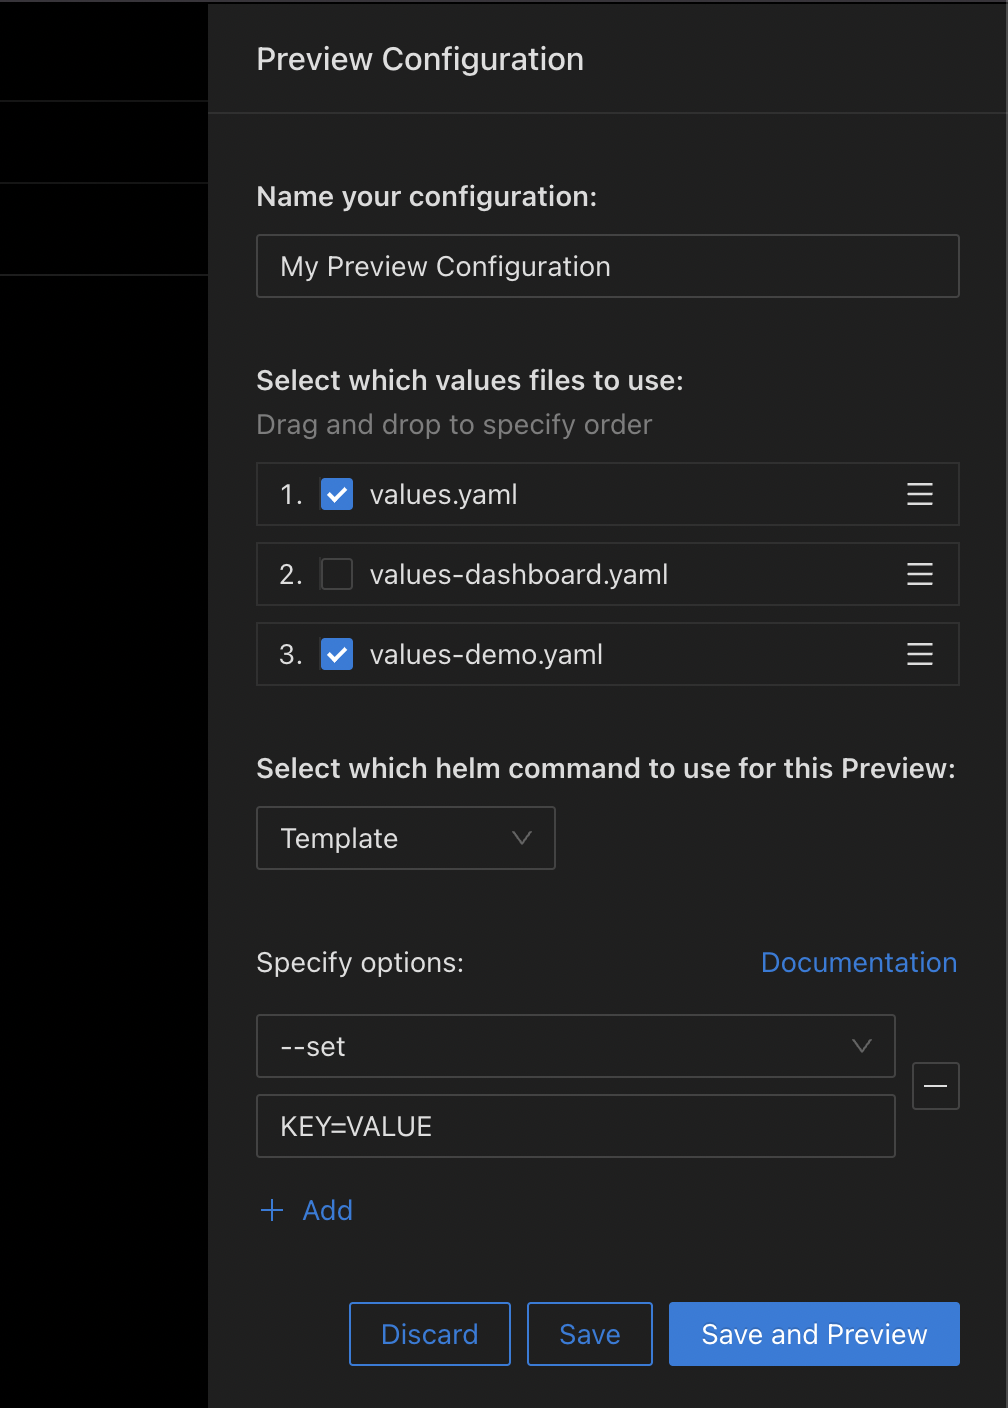 Preview Configuration
Name your configuration:
My Preview Configuration
Select which values files to use:
Drag and drop to specify order
1. values.yaml
2. values-dashboard.yaml
3. values-demo.yaml
Select which helm command to use for this Preview:
Template
Specify options: Documentation
--set
KEY=VALUE
+ Add
Discard Save Save and Preview